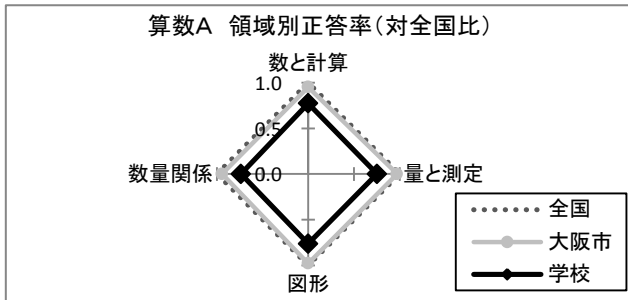 算数A 領域別正答率(対全国比)
数と計算
1.0
0.5
数量関係
0.0
量と測定
図形
全国
大阪市
学校